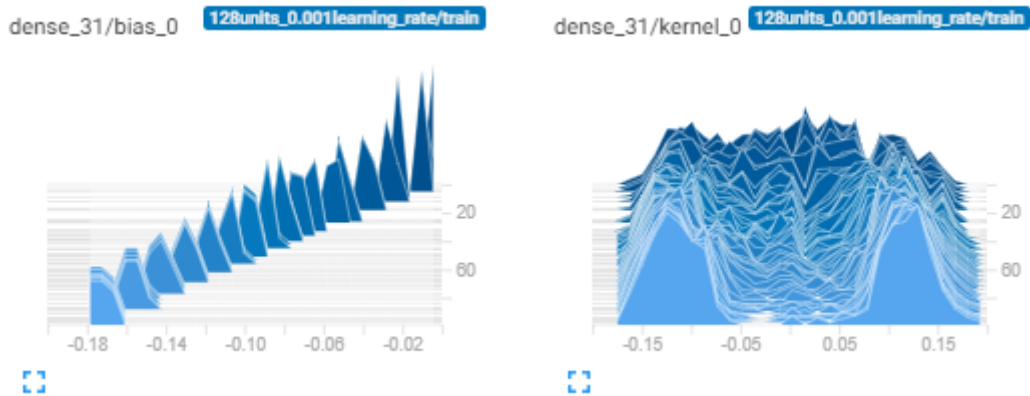 dense_31/bias_0 128units_0.001learning_rate/train
20
60
-0.18 -0.14 -0.10 -0.06 -0.02
dense_31/kernel_0 128units_0.001learning_rate/train
20
60
-0.15 -0.05 0.05 0.15